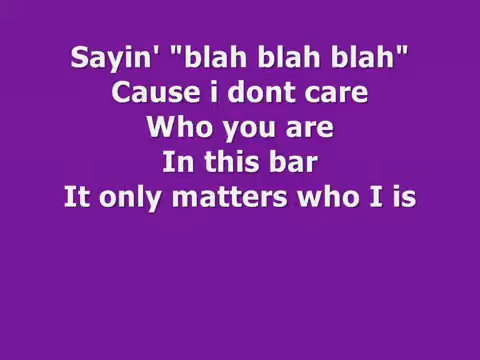 Sayin' "blah blah blah"
Cause i dont care
Who you are
In this bar
It only matters who I is